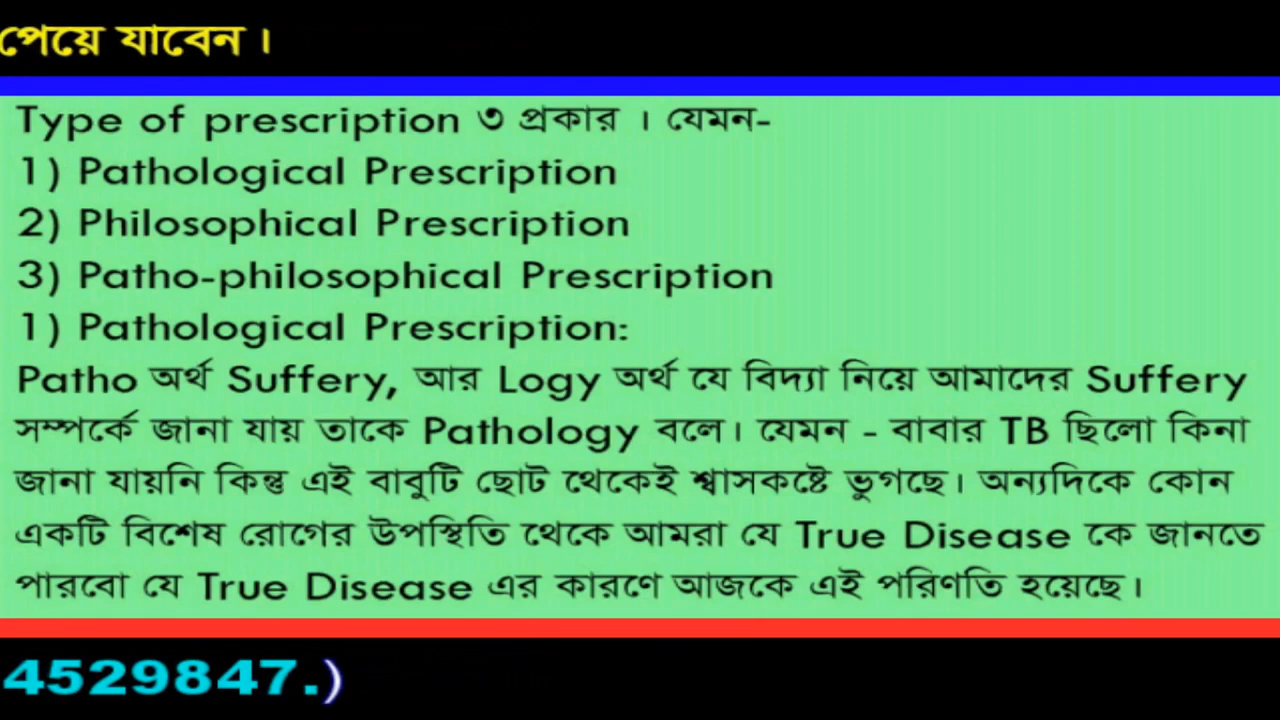 পেয়ে যাবেন ।
Type of prescription ৩ প্রকার । যেমন-
1) Pathological Prescription
2) Philosophical Prescription
3) Patho-philosophical Prescription
1) Pathological Prescription:
Patho অর্থ Suffery, আর Logy অর্থ যে বিদ্যা নিয়ে আমাদের Suffery
সম্পর্কে জানা যায় তাকে Pathology বলে। যেমন - বাবার TB ছিলো কিনা
জানা যায়নি কিন্তু এই বাবুটি ছোট থেকেই শ্বাসকষ্টে ভুগছে। অন্যদিকে কোন
একটি বিশেষ রোগের উপস্থিতি থেকে আমরা যে True Disease কে জানতে
পারবো যে True Disease এর কারণে আজকে এই পরিণতি হয়েছে।
4529847.)